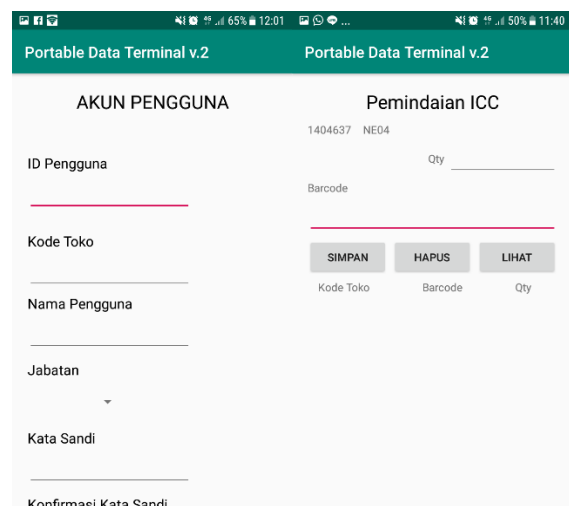 65% 12:01
Portable Data Terminal v.2
AKUN PENGGUNA
ID Pengguna
Kode Toko
Nama Pengguna
Jabatan
Kata Sandi
Konfirmasi Kata Sandi
... 50% 11:40
Portable Data Terminal v.2
Pemindaian ICC
1404637 NE04
Qty
Barcode
SIMPAN HAPUS LIHAT
Kode Toko Barcode Qty